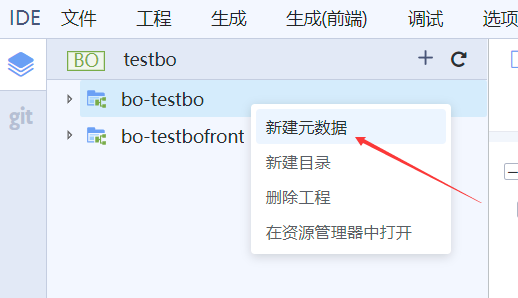 IDE 文件 工程 生成 生成(前端) 调试 选项
BO testbo
git
bo-testbo
bo-testbofront
新建元数据
新建目录
删除工程
在资源管理器中打开